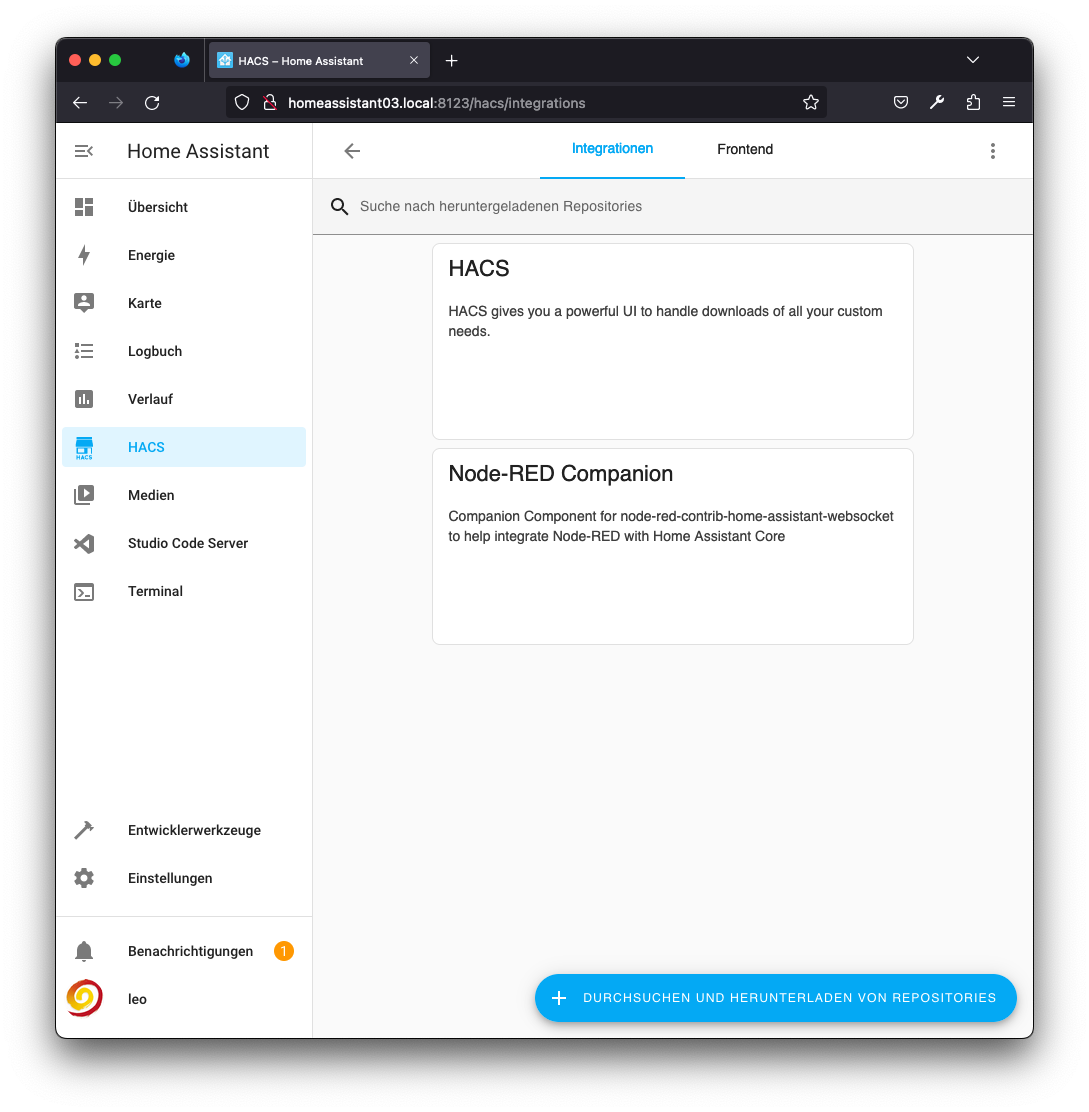 HACS – Home Assistant
homeassistant03.local:8123/hacs/integrations
Home Assistant
Integrationen
Frontend
Suche nach heruntergeladenen Repositories
Übersicht
Energie
Karte
Logbuch
Verlauf
HACS
HACS
Medien
Studio Code Server
Terminal
HACS
HACS gives you a powerful UI to handle downloads of all your custom
needs.
Node-RED Companion
Companion Component for node-red-contrib-home-assistant-websocket
to help integrate Node-RED with Home Assistant Core
Entwicklerwerkzeuge
Einstellungen
Benachrichtigungen 1
leo
DURCHSUCHEN UND HERUNTERLADEN VON REPOSITORIES